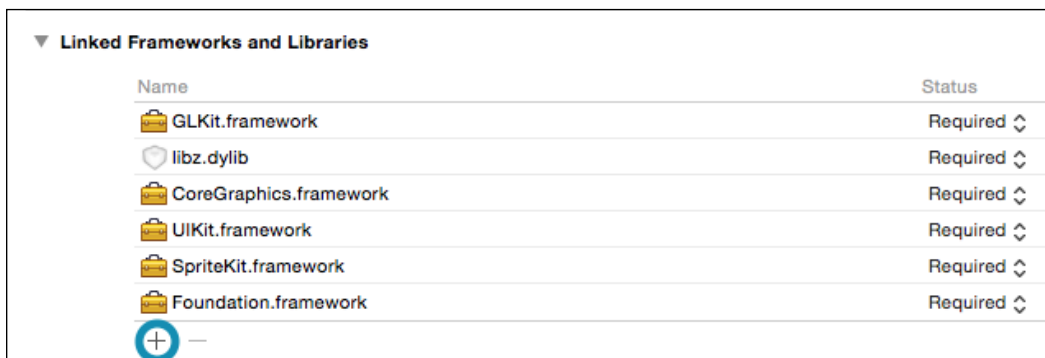 Linked Frameworks and Libraries
Name Status
GLKit.framework Required
libz.dylib Required
CoreGraphics.framework Required
UIKit.framework Required
SpriteKit.framework Required
Foundation.framework Required
+ —